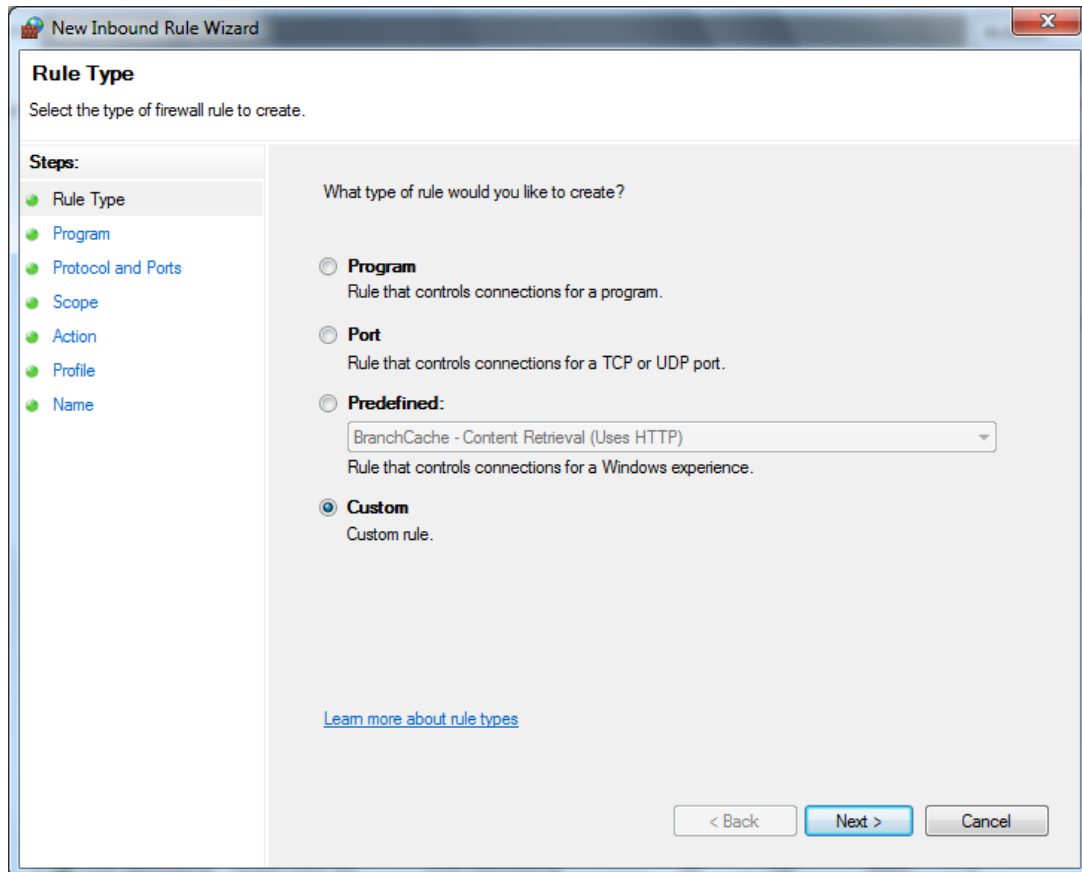 New Inbound Rule Wizard
Rule Type
Select the type of firewall rule to create.
Steps:
Rule Type
Program
Protocol and Ports
Scope
Action
Profile
Name
What type of rule would you like to create?
Program
Rule that controls connections for a program.
Port
Rule that controls connections for a TCP or UDP port.
Predefined:
BranchCache - Content Retrieval (Uses HTTP)
Rule that controls connections for a Windows experience.
Custom
Custom rule.
Learn more about rule types
< Back Next > Cancel